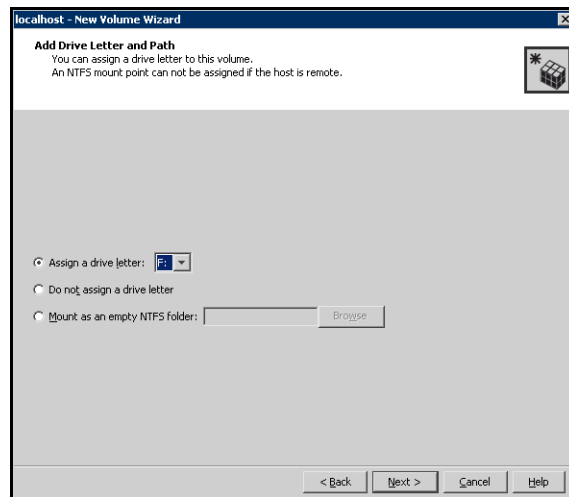 localhost - New Volume Wizard
Add Drive Letter and Path
You can assign a drive letter to this volume.
An NTFS mount point can not be assigned if the host is remote.
Assign a drive letter: F:
Do not assign a drive letter
Mount as an empty NTFS folder: Browse
< Back Next > Cancel Help